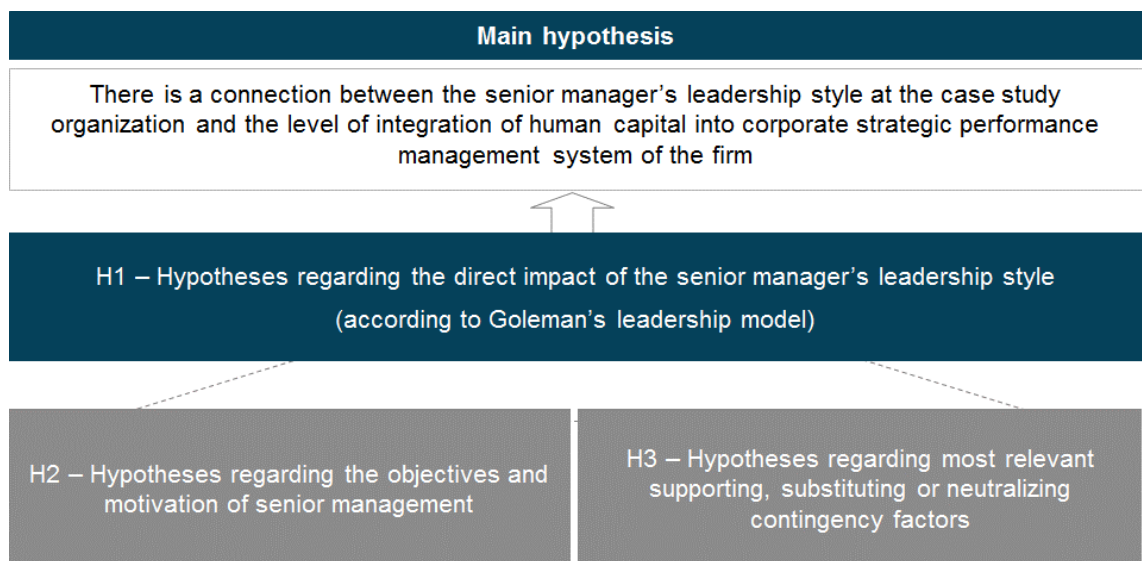 Main hypothesis
There is a connection between the senior manager’s leadership style at the case study
organization and the level of integration of human capital into corporate strategic performance
management system of the firm
H1 – Hypotheses regarding the direct impact of the senior manager’s leadership style
(according to Goleman’s leadership model)
H2 – Hypotheses regarding the objectives and
motivation of senior management
H3 – Hypotheses regarding most relevant
supporting, substituting or neutralizing
contingency factors